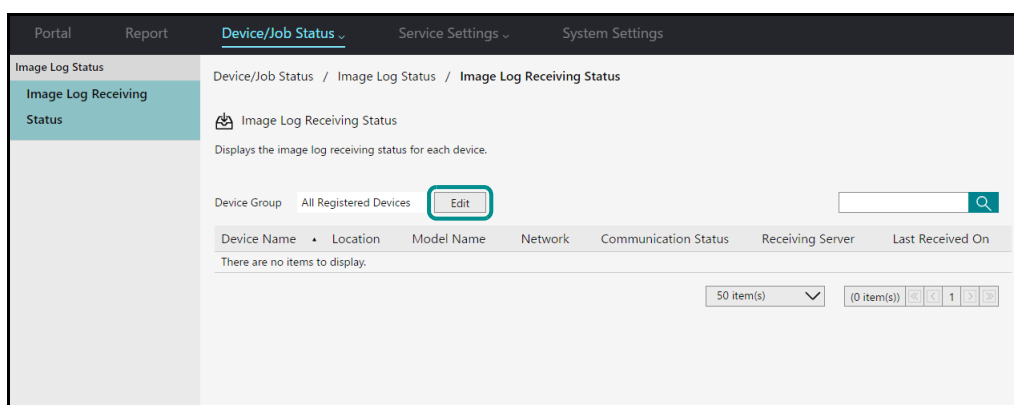 Portal Report Device/Job Status Service Settings System Settings
Image Log Status
Image Log Receiving
Status
Device/Job Status / Image Log Status / Image Log Receiving Status
Image Log Receiving Status
Displays the image log receiving status for each device.
Device Group All Registered Devices Edit
Device Name Location Model Name Network Communication Status Receiving Server Last Received On
There are no items to display.
50 item(s) (0 item(s)) 1